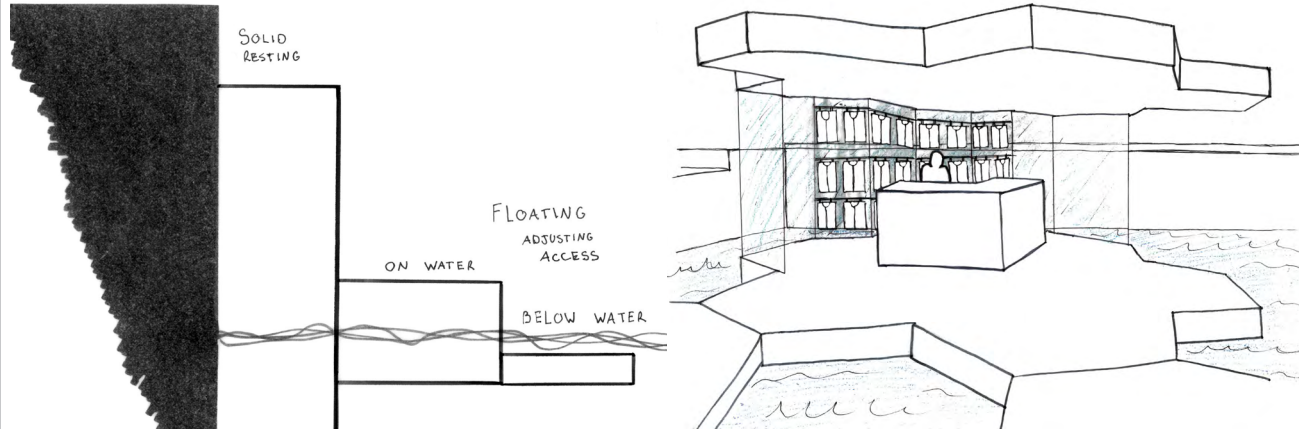 SOLID
RESTING
FLOATING
ADJUSTING
ACCESS
ON WATER
BELOW WATER